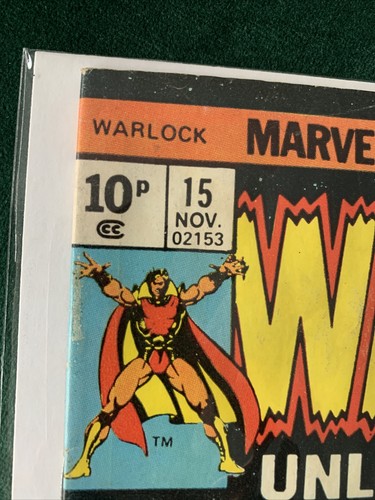 WARLOCK MARVE
10P 15
CC NOV.
02153
W
TM
UNL